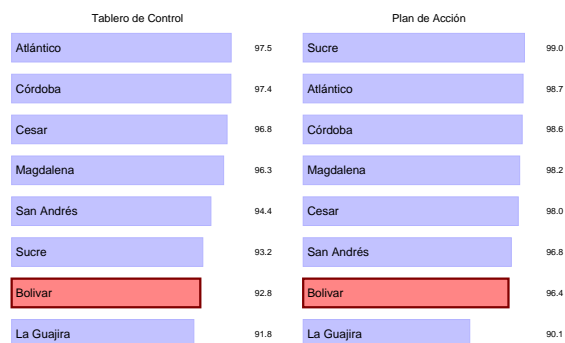 Tablero de Control
Atlántico 97.5
Córdoba 97.4
Cesar 96.8
Magdalena 96.3
San Andrés 94.4
Sucre 93.2
Bolivar 92.8
La Guajira 91.8
Plan de Acción
Sucre 99.0
Atlántico 98.7
Córdoba 98.6
Magdalena 98.2
Cesar 98.0
San Andrés 96.8
Bolivar 96.4
La Guajira 90.1